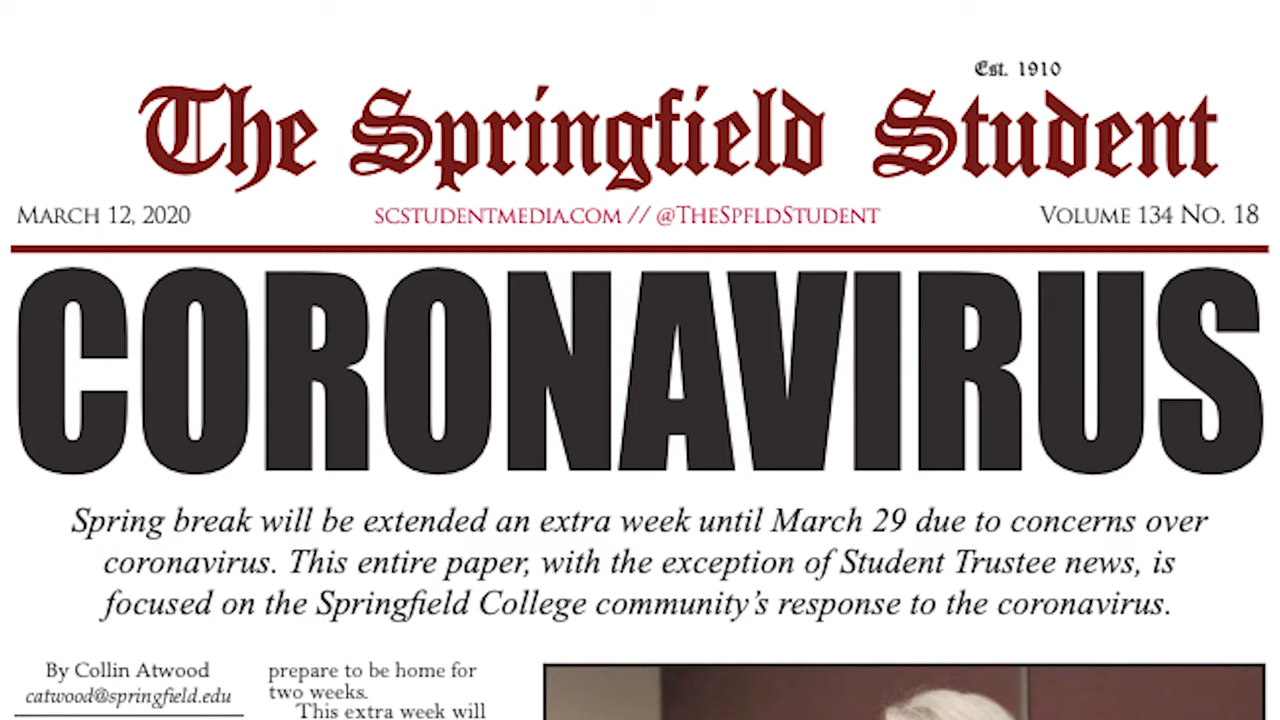 Est. 1910
The Springfield Student
March 12, 2020
scstudentmedia.com // @TheSpfldStudent
Volume 134 No. 18
CORONAVIRUS
Spring break will be extended an extra week until March 29 due to concerns over
coronavirus. This entire paper, with the exception of Student Trustee news, is
focused on the Springfield College community's response to the coronavirus.
By Collin Atwood
catwood@springfield.edu
prepare to be home for
two weeks.
This extra week will